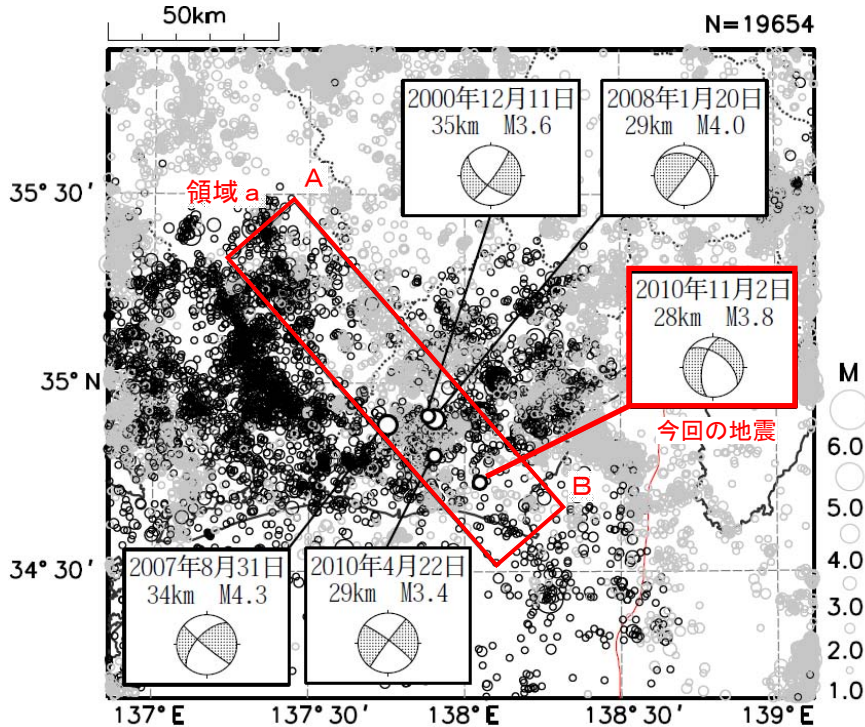 50km
N=19654
2000年12月11日
35km M3.6
2008年1月20日
29km M4.0
35°30′
領域a
A
2010年11月2日
28km M3.8
35°N
今回の地震
M
6.0
5.0
4.0
3.0
2.0
1.0
B
34°30′
2007年8月31日
34km M4.3
2010年4月22日
29km M3.4
137°E
137°30′
138°E
138°30′
139°E